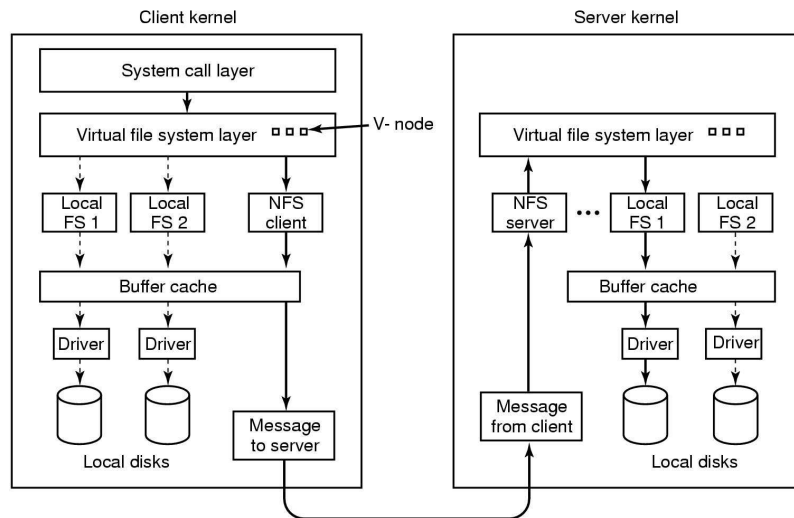 Client kernel
Server kernel
System call layer
V- node
Virtual file system layer
Virtual file system layer
Local
FS 1
Local
FS 2
NFS
client
NFS
server
Local
FS 1
Local
FS 2
Buffer cache
Buffer cache
Driver
Driver
Driver
Driver
Message
to server
Message
from client
Local disks
Local disks